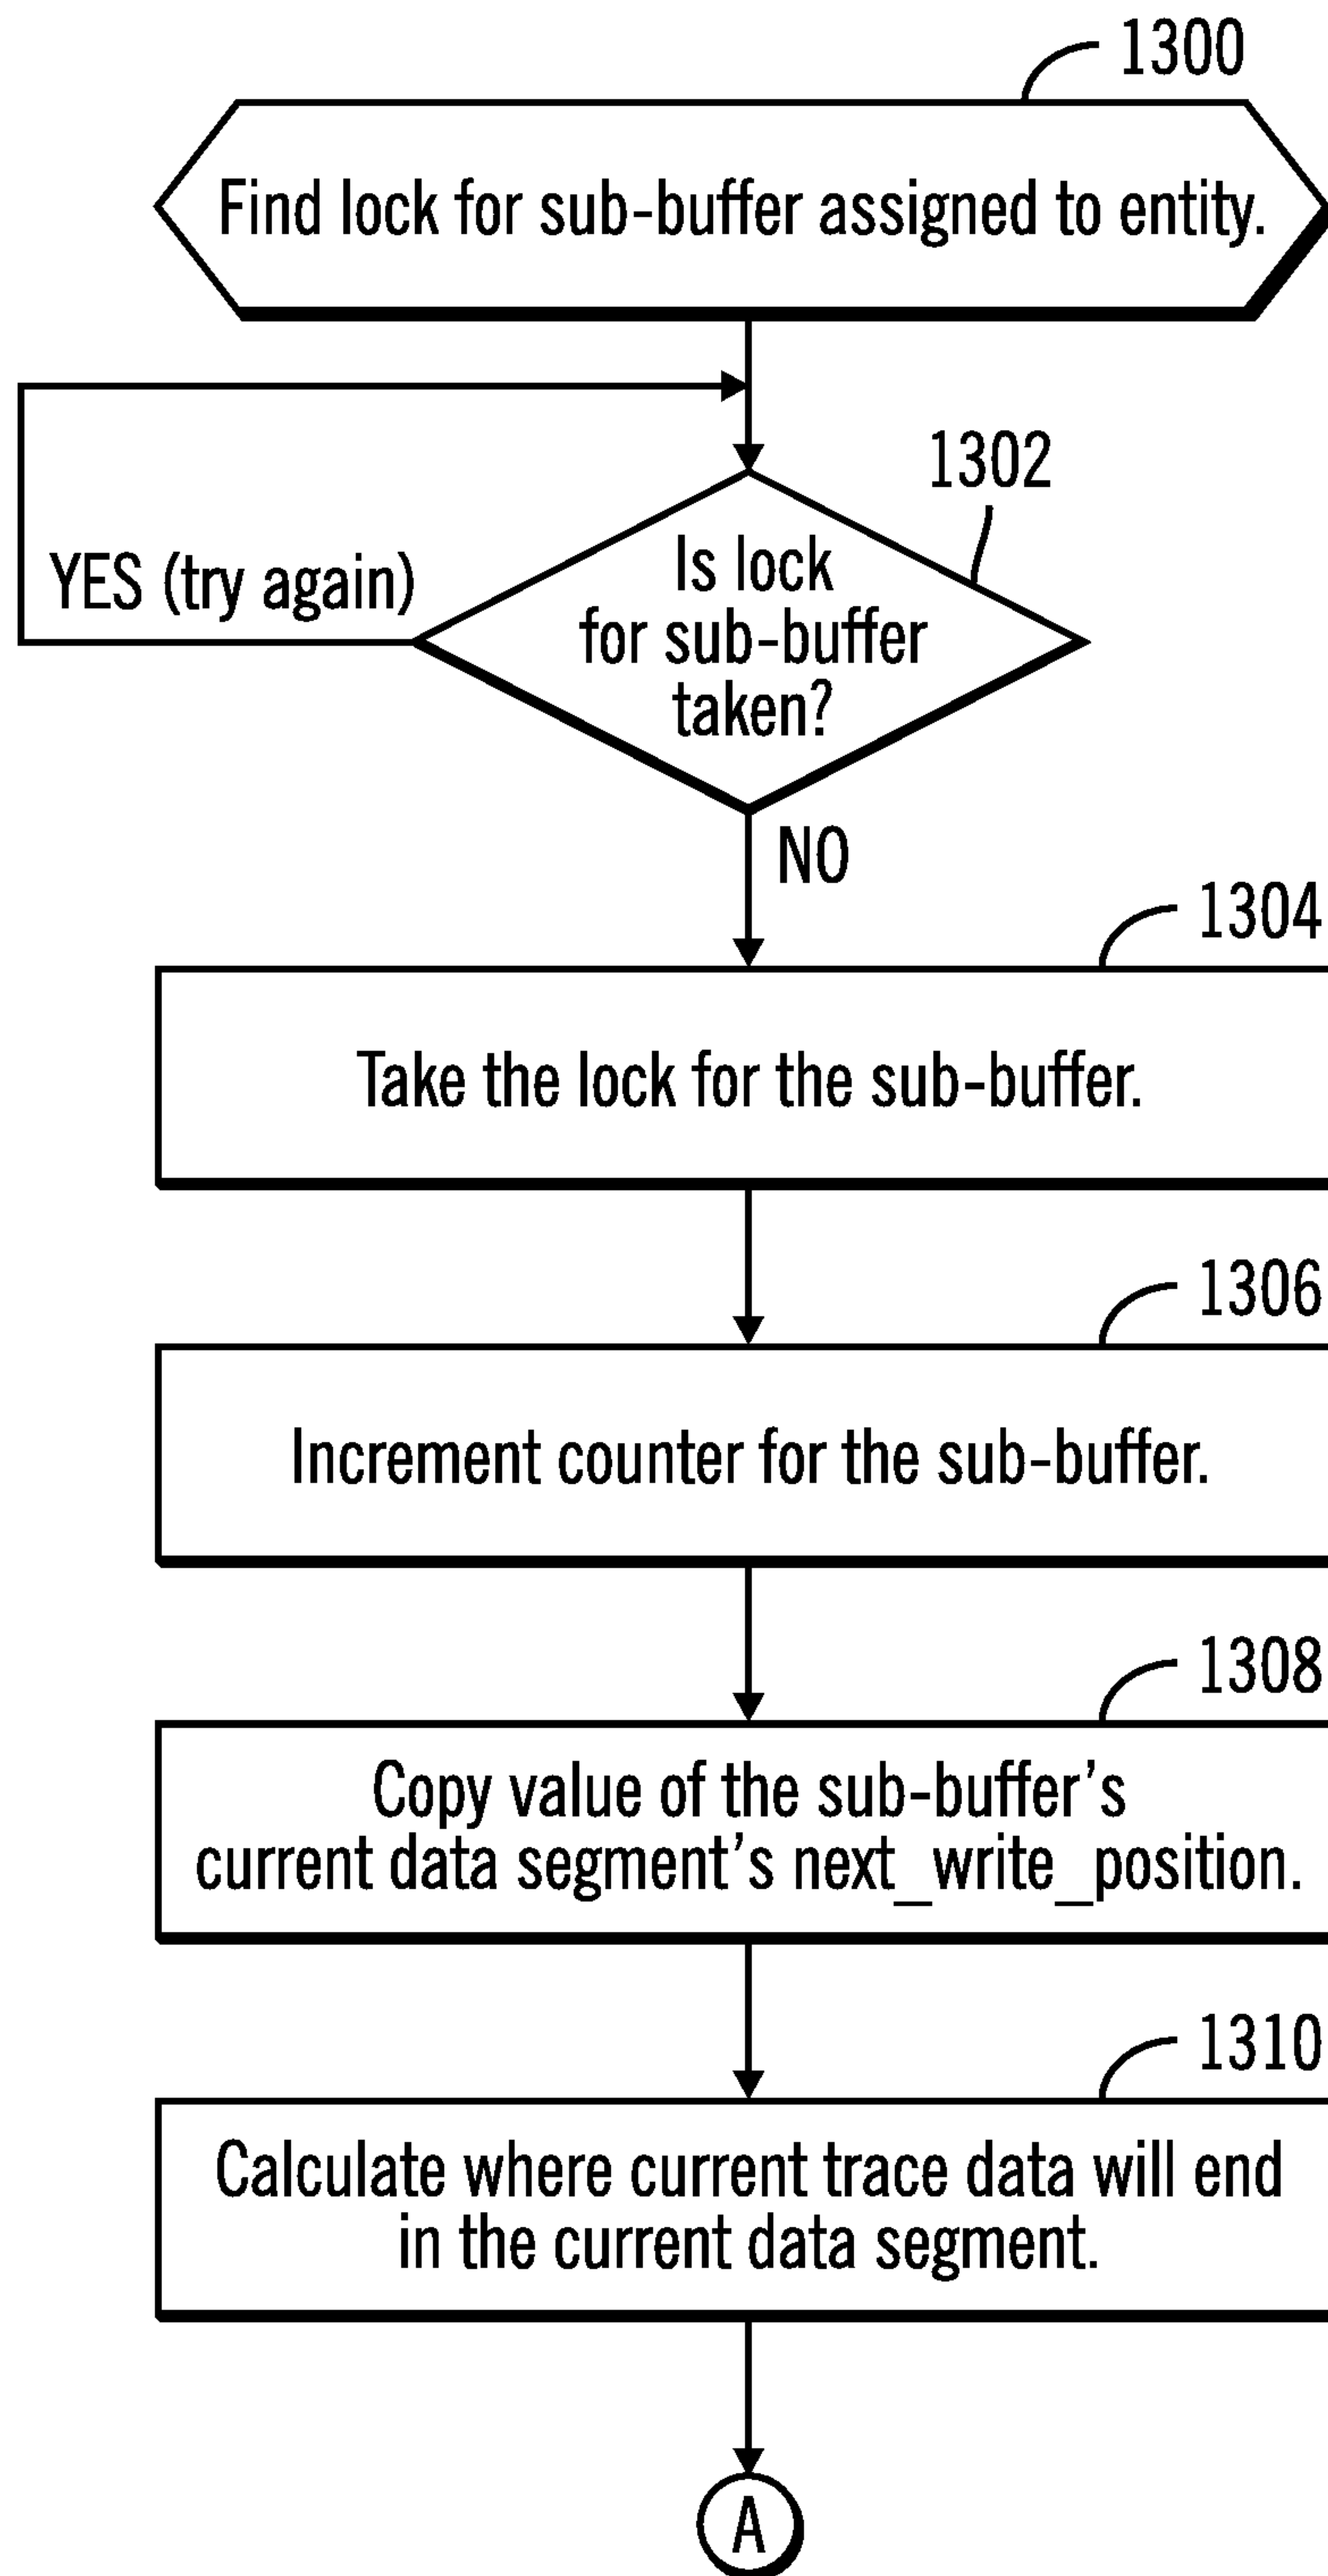 1300
Find lock for sub-buffer assigned to entity.
1302
Is lock
for sub-buffer
taken?
YES (try again)
NO
1304
Take the lock for the sub-buffer.
1306
Increment counter for the sub-buffer.
1308
Copy value of the sub-buffer’s
current data segment’s next_write_position.
1310
Calculate where current trace data will end
in the current data segment.
A